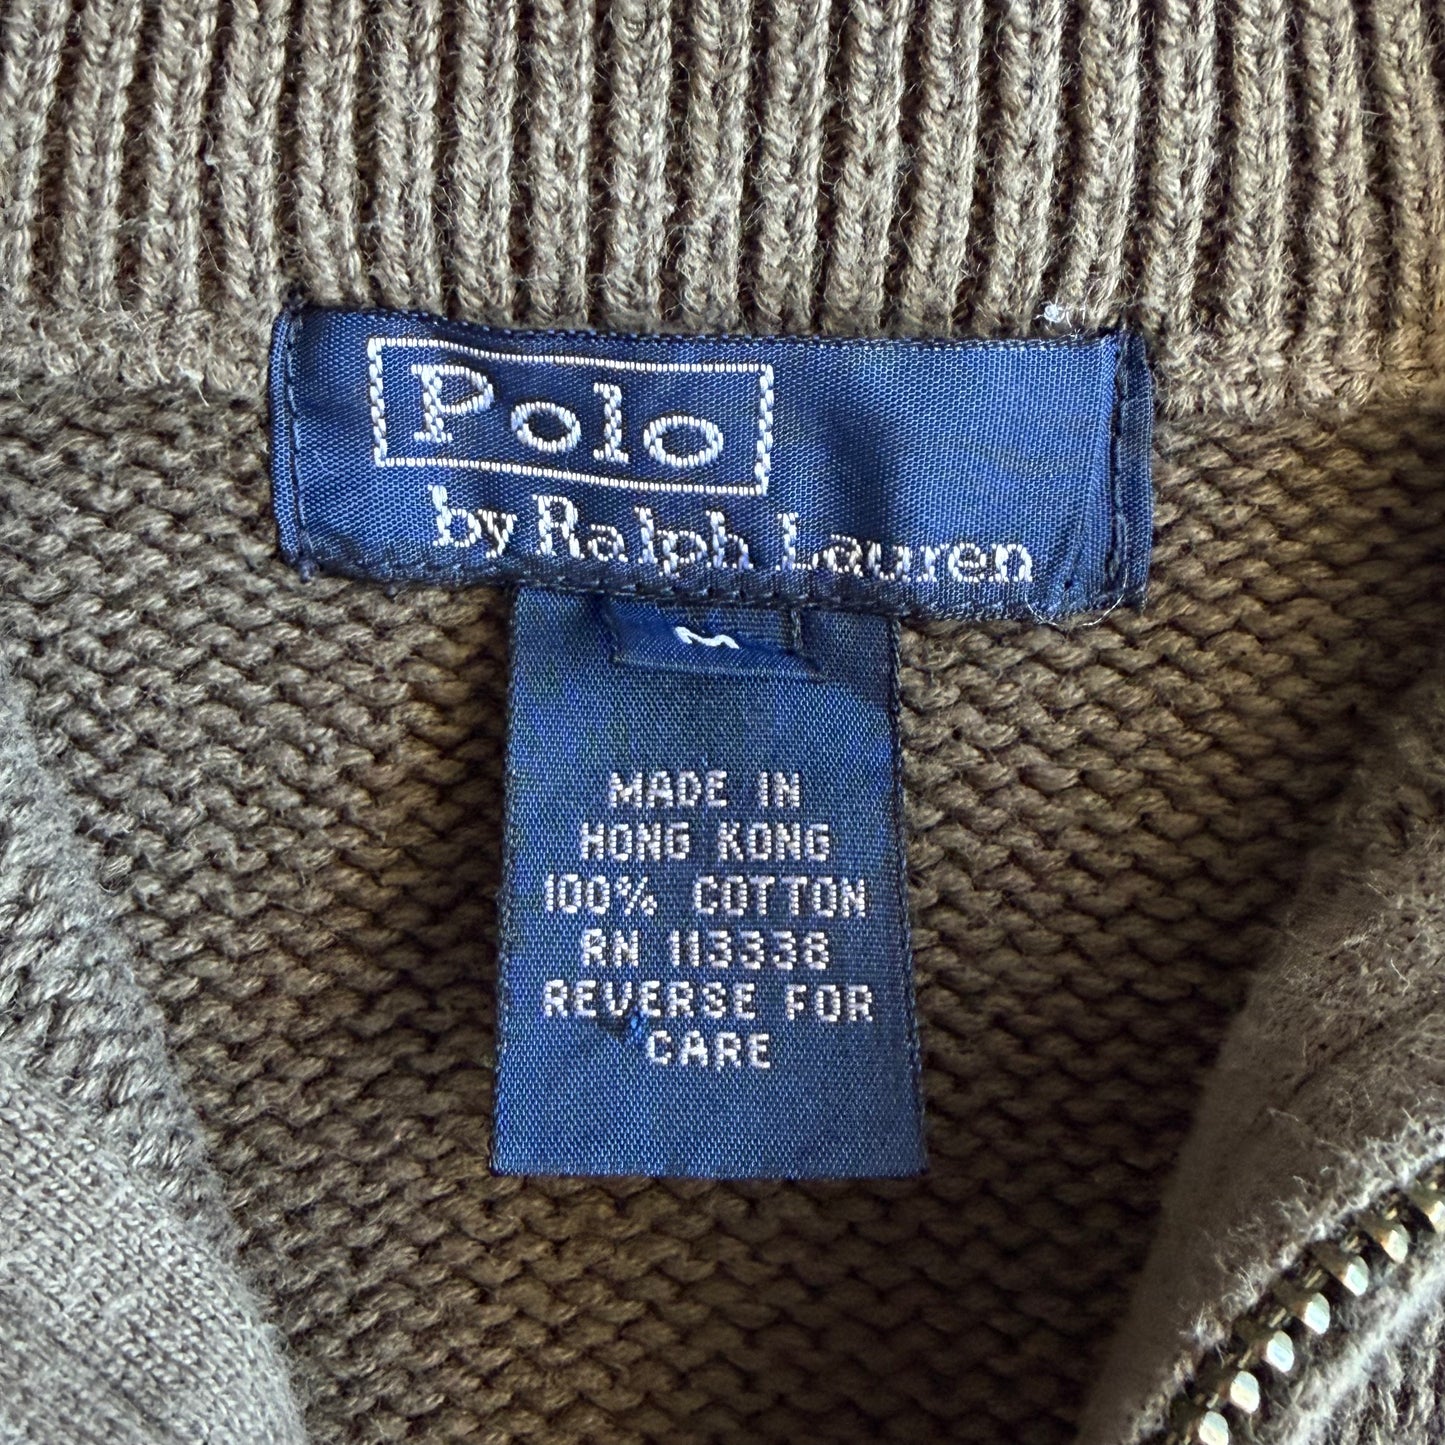 Polo
by Ralph Lauren
MADE IN
HONG KONG
100% COTTON
RN 113338
REVERSE FOR
CARE